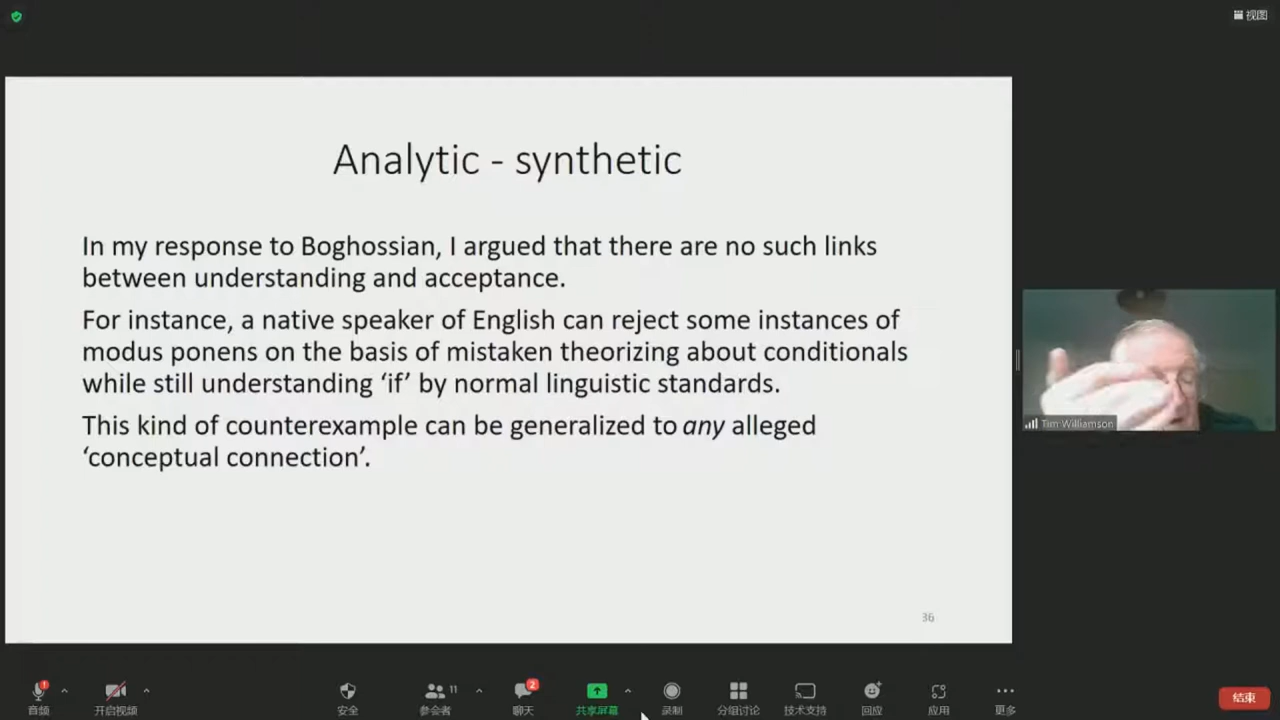 视图
Analytic - synthetic
In my response to Boghossian, I argued that there are no such links
between understanding and acceptance.
For instance, a native speaker of English can reject some instances of
modus ponens on the basis of mistaken theorizing about conditionals
while still understanding ‘if’ by normal linguistic standards.
This kind of counterexample can be generalized to any alleged
‘conceptual connection’.
36
Tim Williamson
11
2
音频
开启视频
安全
参会者
聊天
共享屏幕
录制
分组讨论
技术支持
回应
应用
更多
结束